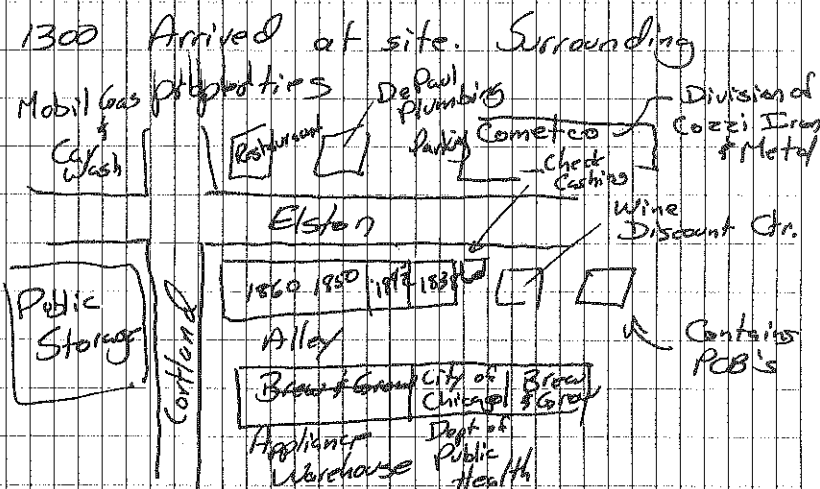 1300 Arrived at site. Surrounding
properties
Mobil Gas
&
Car
Wash
Restaurant
DePaul
Plumbing
Parking
Cometco
Division of
Cozzi Iron
& Metal
Check
Cashing
Elston
Wine
Discount Ctr.
Public
Storage
Cortland
1860 1850 1842 1838
Alley
Contains
PCB's
Brew & Grow
City of
Chicago
Brew
& Grow
Appliance
Warehouse
Dept of
Public
Health